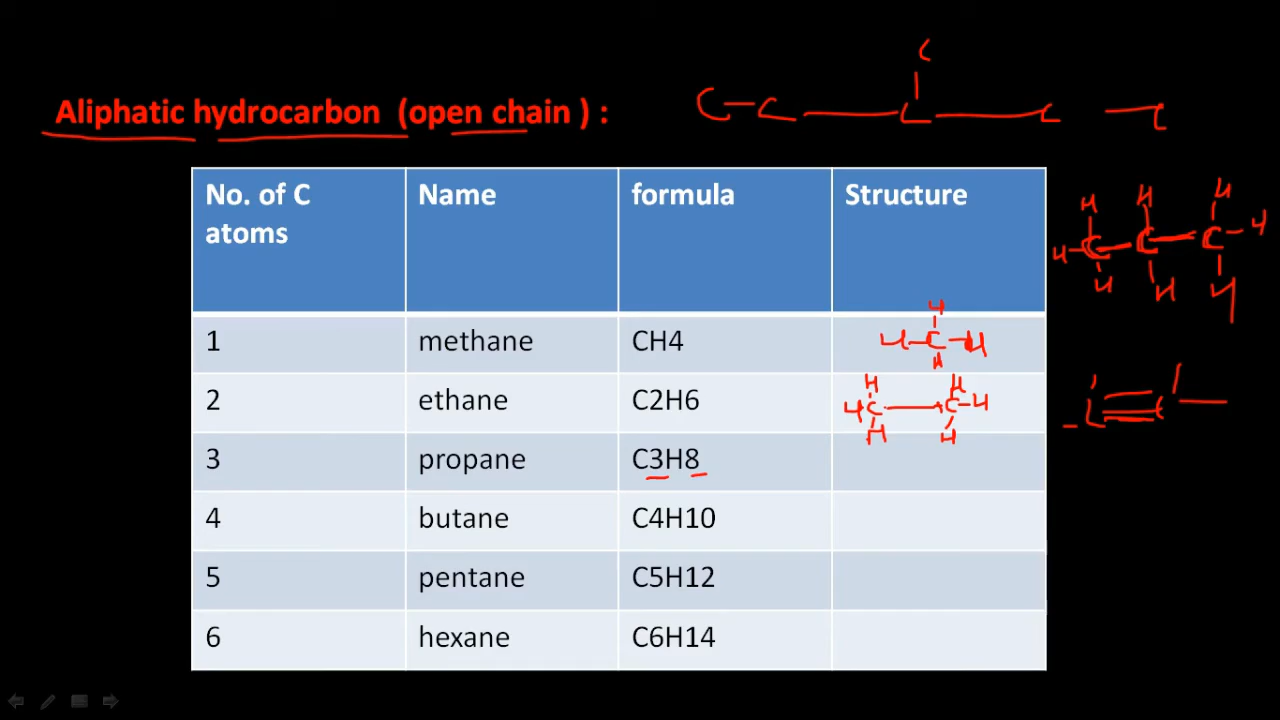 Aliphatic hydrocarbon (open chain ) :
C
C C C C C
No. of C atoms Name formula Structure
H H H
H C C C H
H H H
H
1 methane CH4 H C H
H
H H
2 ethane C2H6 H C C H
H H
C C
3 propane C3H8
4 butane C4H10
5 pentane C5H12
6 hexane C6H14